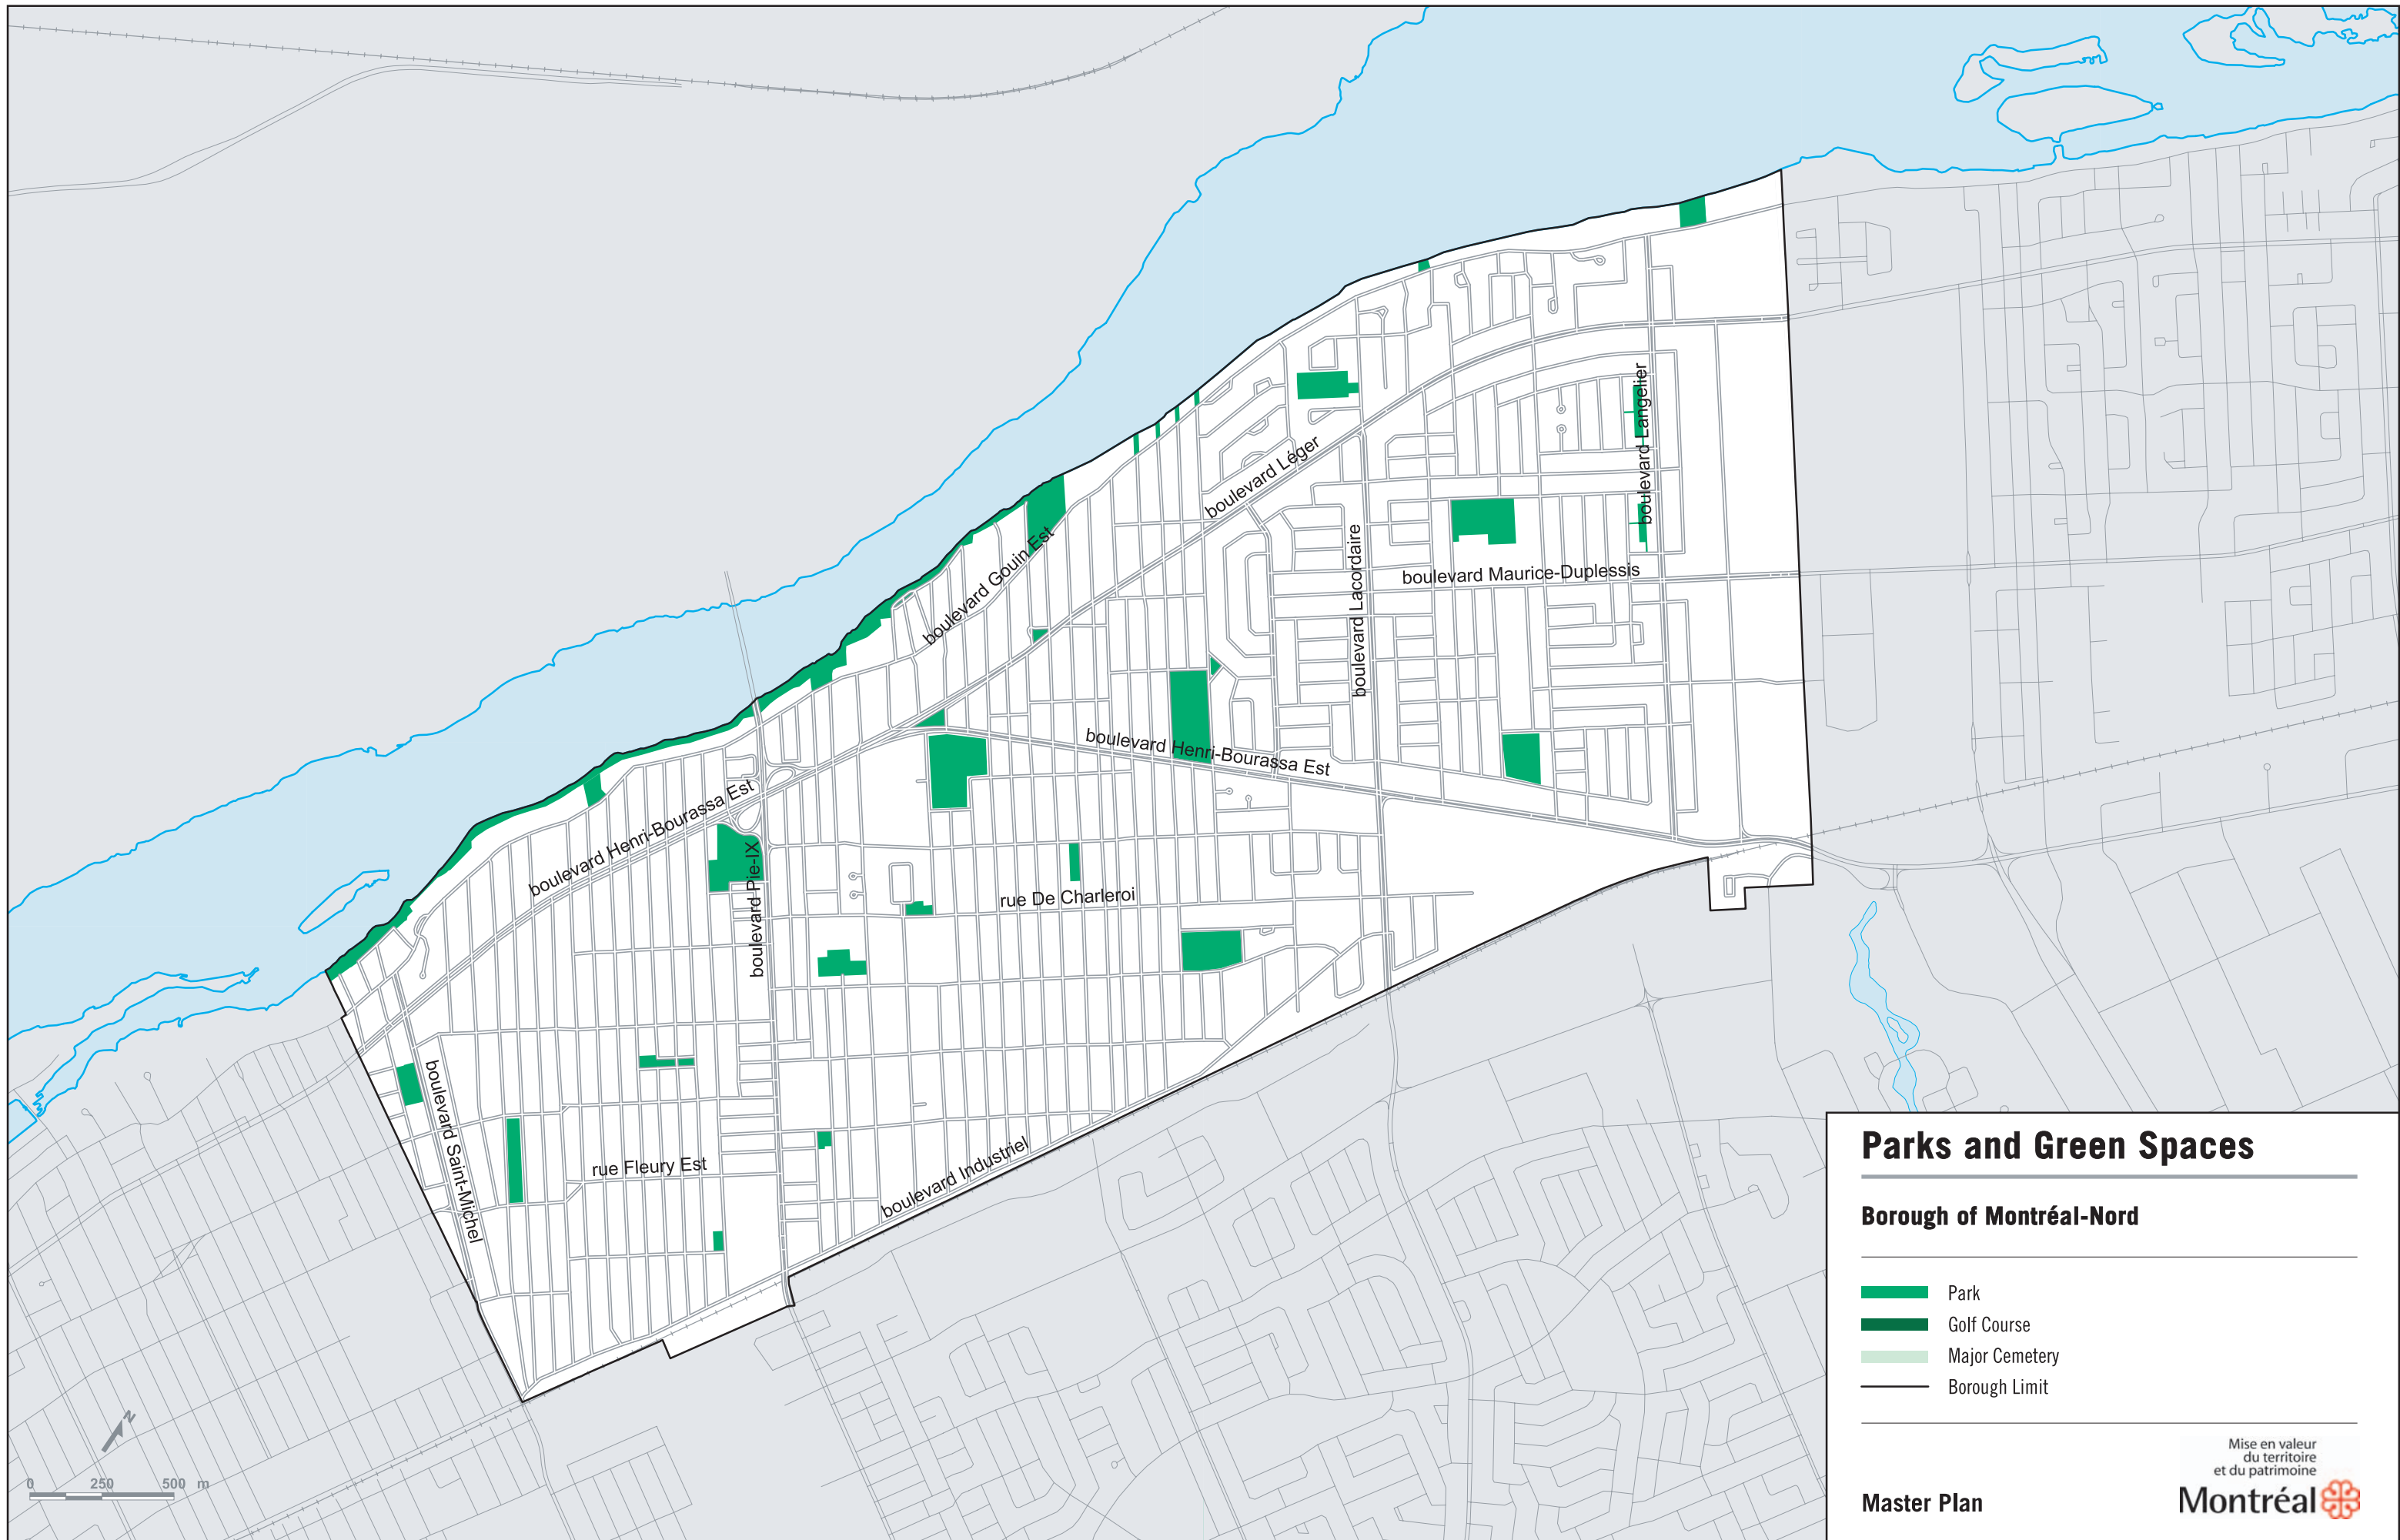 boulevard Langelier
boulevard Léger
boulevard Gouin Est
boulevard Lacordaire
boulevard Maurice-Duplessis
boulevard Henri-Bourassa Est
boulevard Henri-Bourassa Est
boulevard Pie-IX
rue De Charleroi
boulevard Saint-Michel
rue Fleury Est
boulevard Industriel
N
0 250 500 m
Parks and Green Spaces
Borough of Montréal-Nord
Park
Golf Course
Major Cemetery
Borough Limit
Mise en valeur
du territoire
et du patrimoine
Master Plan
Montréal